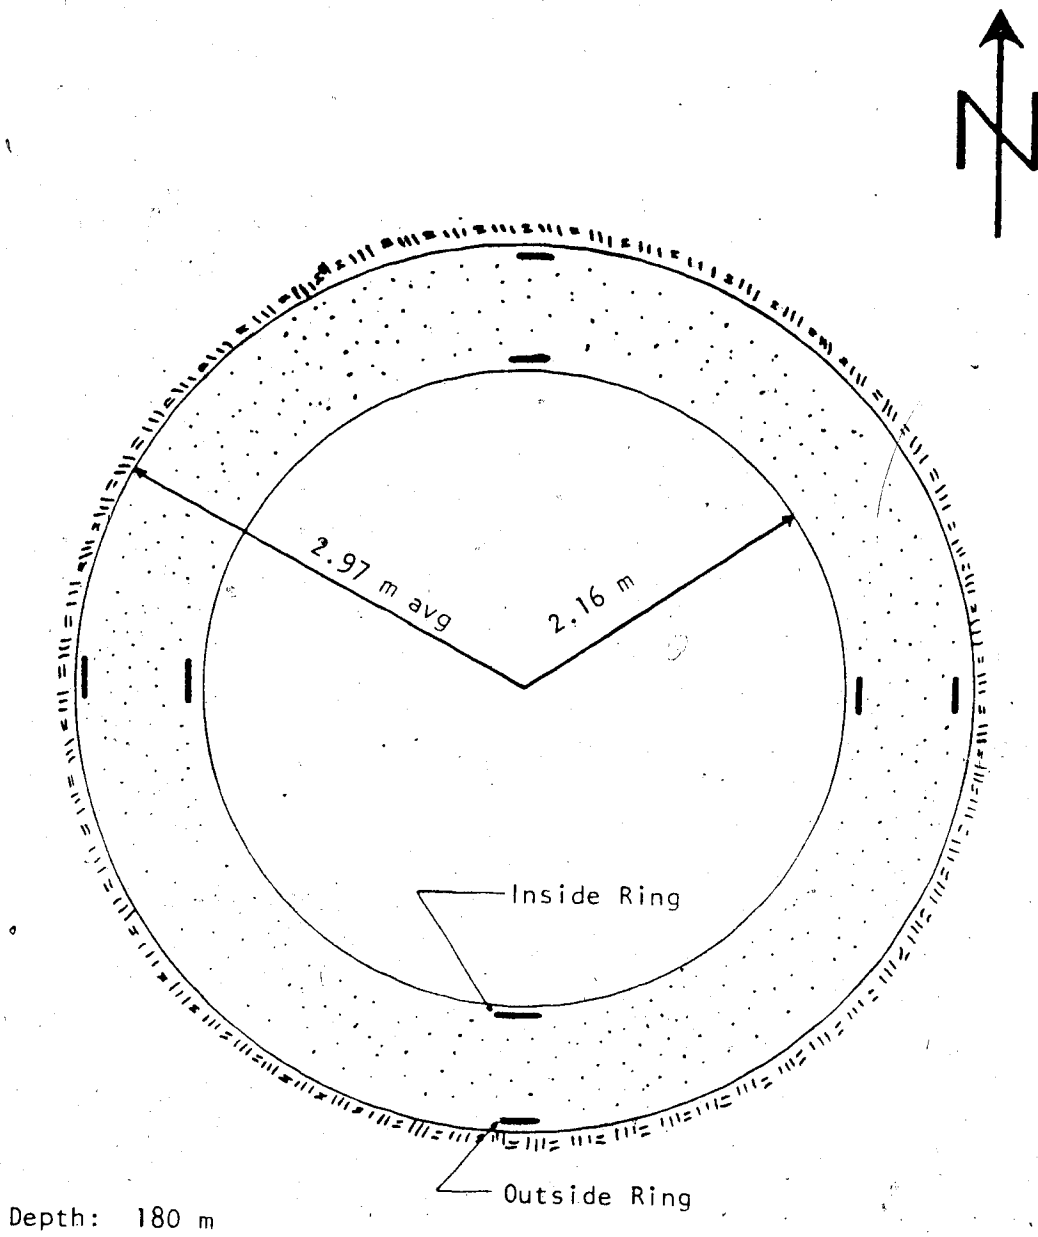 N
2.97 m avg
2.16 m
Inside Ring
Outside Ring
Depth: 180 m